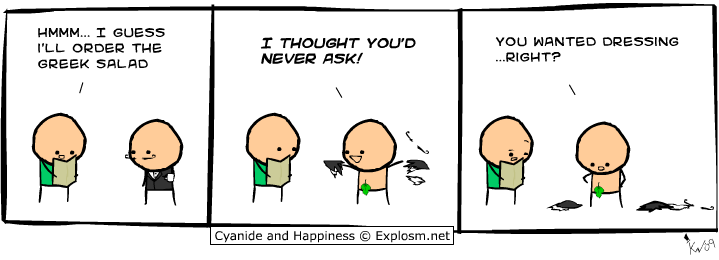 HMMM... I GUESS
I'LL ORDER THE
GREEK SALAD
I THOUGHT YOU'D
NEVER ASK!
YOU WANTED DRESSING
...RIGHT?
Cyanide and Happiness © Explosm.net